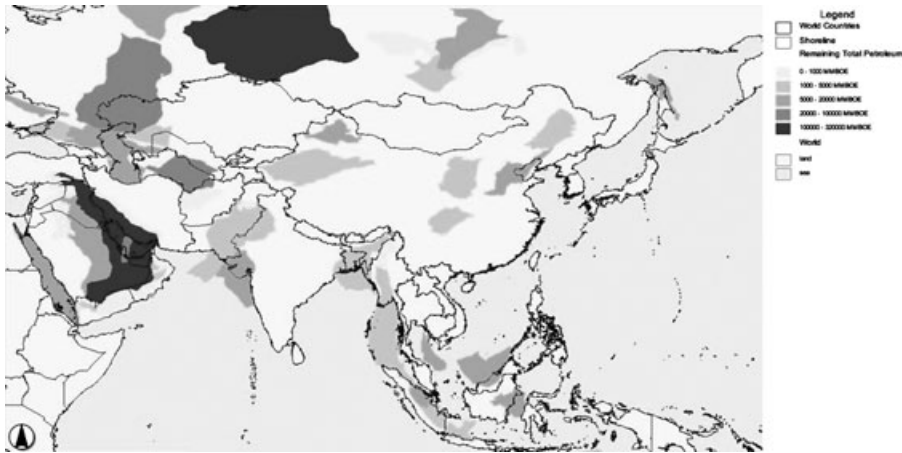 Legend
World Countries
Shoreline
Remaining Total Petroleum
0 - 1000 MMBOE
1000 - 5000 MMBOE
5000 - 20000 MMBOE
20000 - 100000 MMBOE
100000 - 320000 MMBOE
World
land
sea